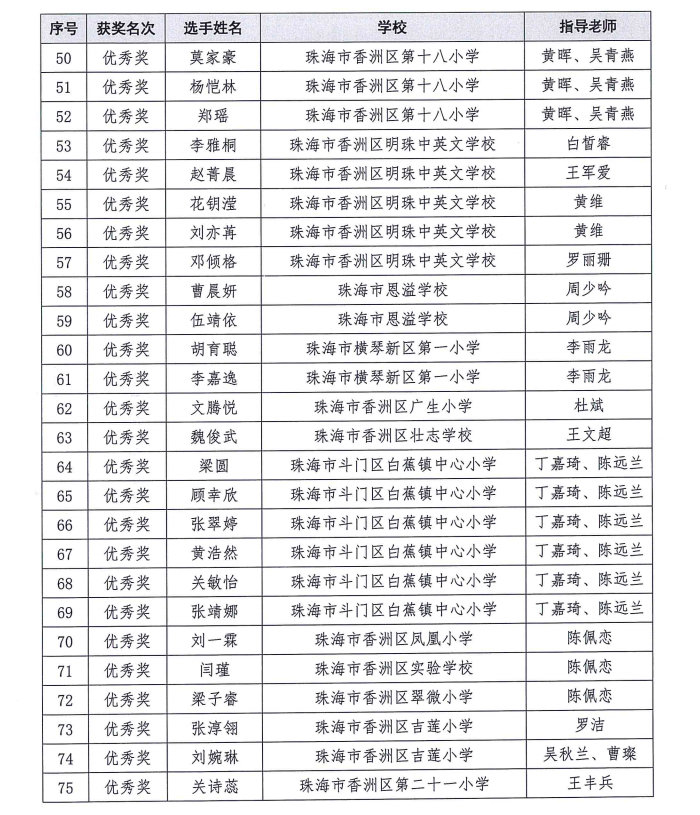 序号 获奖名次 选手姓名 学校 指导老师
50 优秀奖 莫家豪 珠海市香洲区第十八小学 黄晖、吴青燕
51 优秀奖 杨恺林 珠海市香洲区第十八小学 黄晖、吴青燕
52 优秀奖 郑瑶 珠海市香洲区第十八小学 黄晖、吴青燕
53 优秀奖 李雅桐 珠海市香洲区明珠中英文学校 白皙睿
54 优秀奖 赵菁晨 珠海市香洲区明珠中英文学校 王军爱
55 优秀奖 花钥滢 珠海市香洲区明珠中英文学校 黄维
56 优秀奖 刘亦苒 珠海市香洲区明珠中英文学校 黄维
57 优秀奖 邓倾格 珠海市香洲区明珠中英文学校 罗丽珊
58 优秀奖 曹晨妍 珠海市恩溢学校 周少吟
59 优秀奖 伍靖依 珠海市恩溢学校 周少吟
60 优秀奖 胡育聪 珠海市横琴新区第一小学 李雨龙
61 优秀奖 李嘉逸 珠海市横琴新区第一小学 李雨龙
62 优秀奖 文腾悦 珠海市香洲区广生小学 杜斌
63 优秀奖 魏俊武 珠海市香洲区壮志学校 王文超
64 优秀奖 梁圆 珠海市斗门区白蕉镇中心小学 丁嘉琦、陈远兰
65 优秀奖 顾幸欣 珠海市斗门区白蕉镇中心小学 丁嘉琦、陈远兰
66 优秀奖 张翠婷 珠海市斗门区白蕉镇中心小学 丁嘉琦、陈远兰
67 优秀奖 黄浩然 珠海市斗门区白蕉镇中心小学 丁嘉琦、陈远兰
68 优秀奖 关敏怡 珠海市斗门区白蕉镇中心小学 丁嘉琦、陈远兰
69 优秀奖 张靖娜 珠海市斗门区白蕉镇中心小学 丁嘉琦、陈远兰
70 优秀奖 刘一霖 珠海市香洲区凤凰小学 陈佩恋
71 优秀奖 闫瑾 珠海市香洲区实验学校 陈佩恋
72 优秀奖 梁子睿 珠海市香洲区翠微小学 陈佩恋
73 优秀奖 张淳翎 珠海市香洲区吉莲小学 罗洁
74 优秀奖 刘婉琳 珠海市香洲区吉莲小学 吴秋兰、曹璨
75 优秀奖 关诗蕊 珠海市香洲区第二十一小学 王丰兵